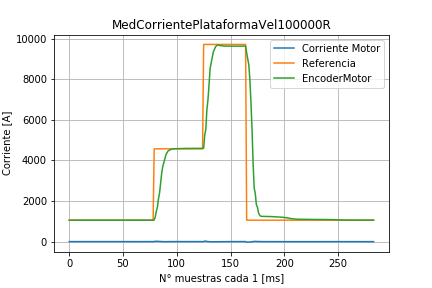 MedCorrientePlataformaVel100000R
Corriente [A]
10000
8000
6000
4000
2000
0
Corriente Motor
Referencia
EncoderMotor
0 50 100 150 200 250
N° muestras cada 1 [ms]